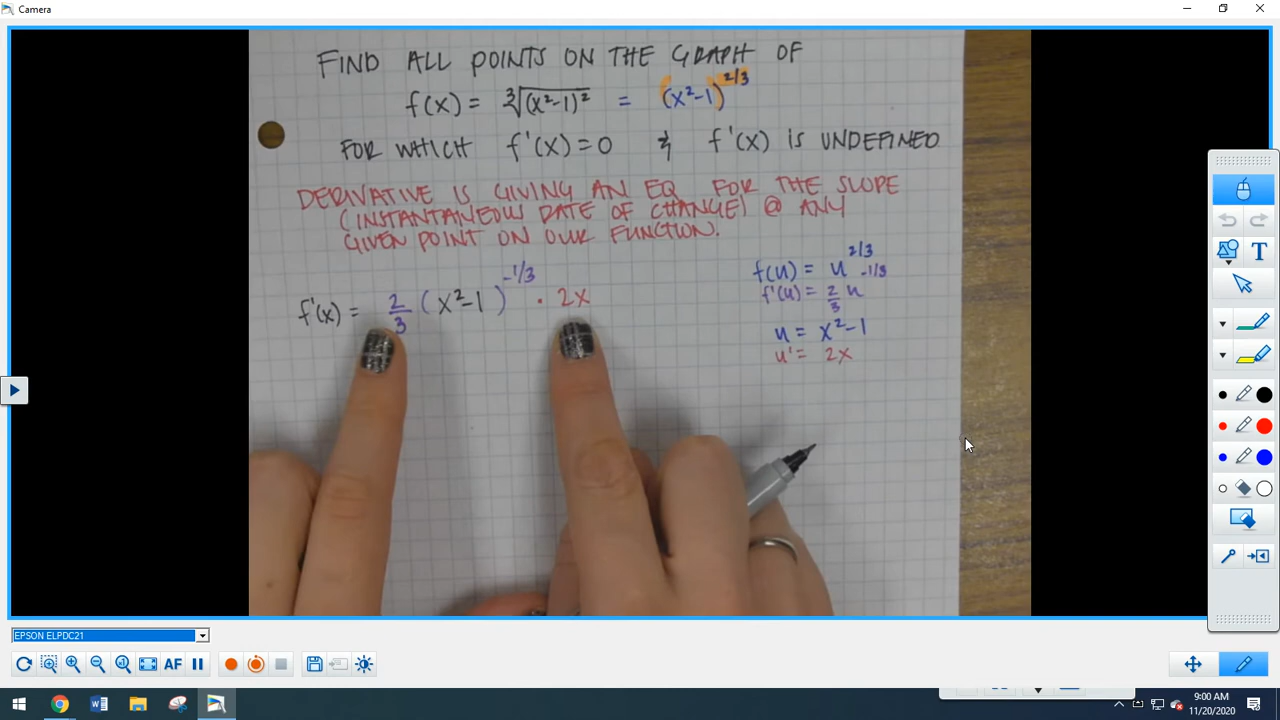 Camera
FIND ALL POINTS ON THE GRAPH OF
f(x) = ∛(x²-1)² = (x²-1)^2/3
FOR WHICH f'(x)=0 & f'(x) IS UNDEFINED
DERIVATIVE IS GIVING AN EQ FOR THE SLOPE
(INSTANTANEOUS RATE OF CHANGE) @ ANY
GIVEN POINT ON OUR FUNCTION.
f'(x) = 2/3 (x²-1)^-1/3 · 2x
f(u) = u^2/3
f'(u) = 2/3 u^-1/3
u = x²-1
u' = 2x
T
EPSON ELPDC21
AF
9:00 AM
11/20/2020